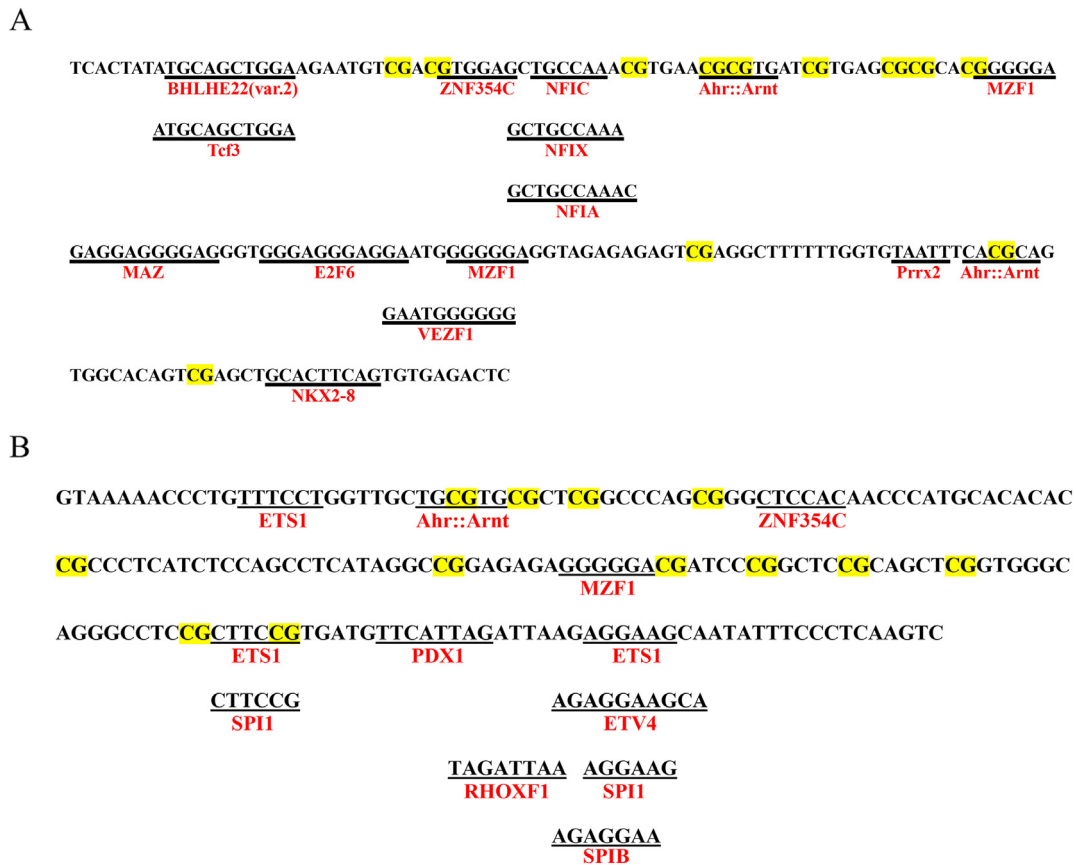 A
TCACTATATGCAGCTGGAAGAATGTCGACGTGGAGCTGCCAAACGTGAACGCGTGATCGTGAGCGCGCACGGGGGA
BHLHE22(var.2) ZNF354C NFIC Ahr::Arnt MZF1
ATGCAGCTGGA GCTGCCAAA
Tcf3 NFIX
GCTGCCAAAC
NFIA
GAGGAGGGGAGGGTGGGAGGGAGGAATGGGGGGAGGTAGAGAGAGTCGAGGCTTTTTTGGTGTAATTTCACGCAG
MAZ E2F6 MZF1 Prrx2 Ahr::Arnt
GAATGGGGGG
VEZF1
TGGCACAGTCGAGCTGCACTTCAGTGTGAGACTC
NKX2-8
B
GTAAAAACCCTGTTTCCTGGTTGCTGCGTGCGCTCGGCCCAGCGGGCTCCACAACCCATGCACACAC
ETS1 Ahr::Arnt ZNF354C
CGCCCTCATCTCCAGCCTCATAGGCCGGAGAGAGGGGGACGATCCCGGCTCCGCAGCTCGGTGGGC
MZF1
AGGGCCTCCGCTTCCGTGATGTTCATTAGATTAAGAGGAAGCAATATTTCCCTCAAGTC
ETS1 PDX1 ETS1
CTTCCG AGAGGAAGCA
SPI1 ETV4
TAGATTAA AGGAAG
RHOXF1 SPI1
AGAGGAA
SPIB